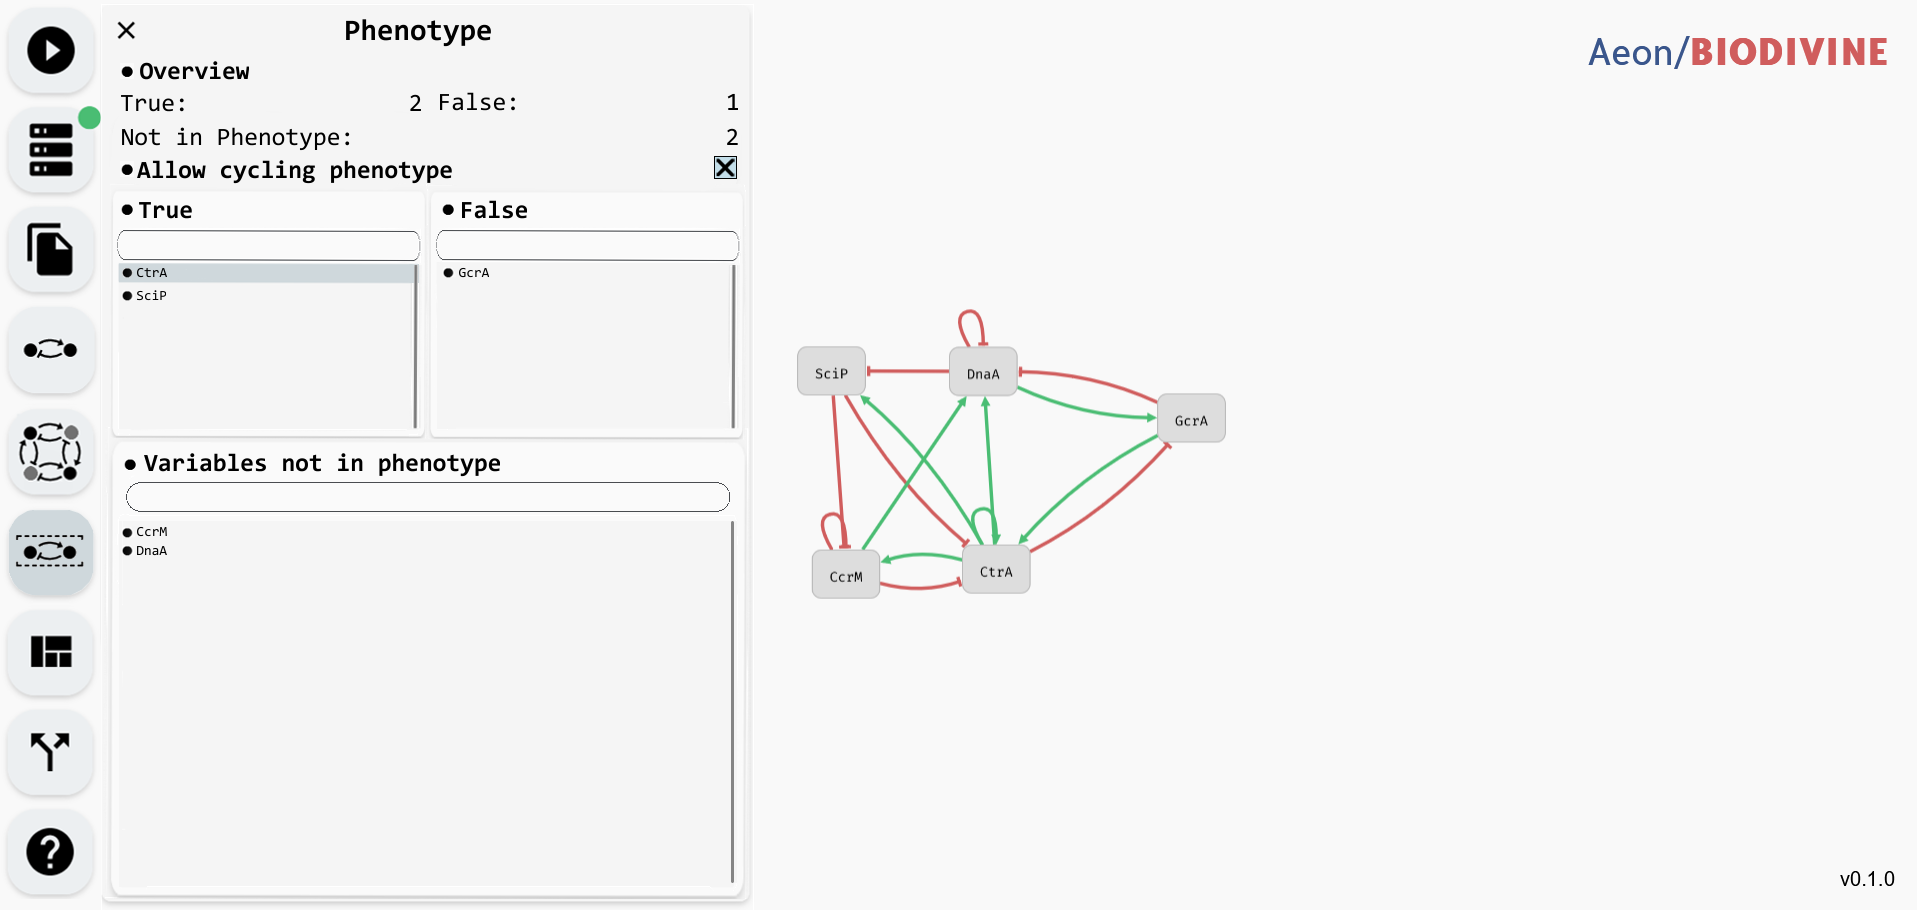 Phenotype
Overview
True: 2 False: 1
Not in Phenotype: 2
Allow cycling phenotype
True
False
CtrA
SciP
GcrA
Variables not in phenotype
CcrM
DnaA
Aeon/BIODIVINE
SciP
DnaA
GcrA
CcrM
CtrA
v0.1.0